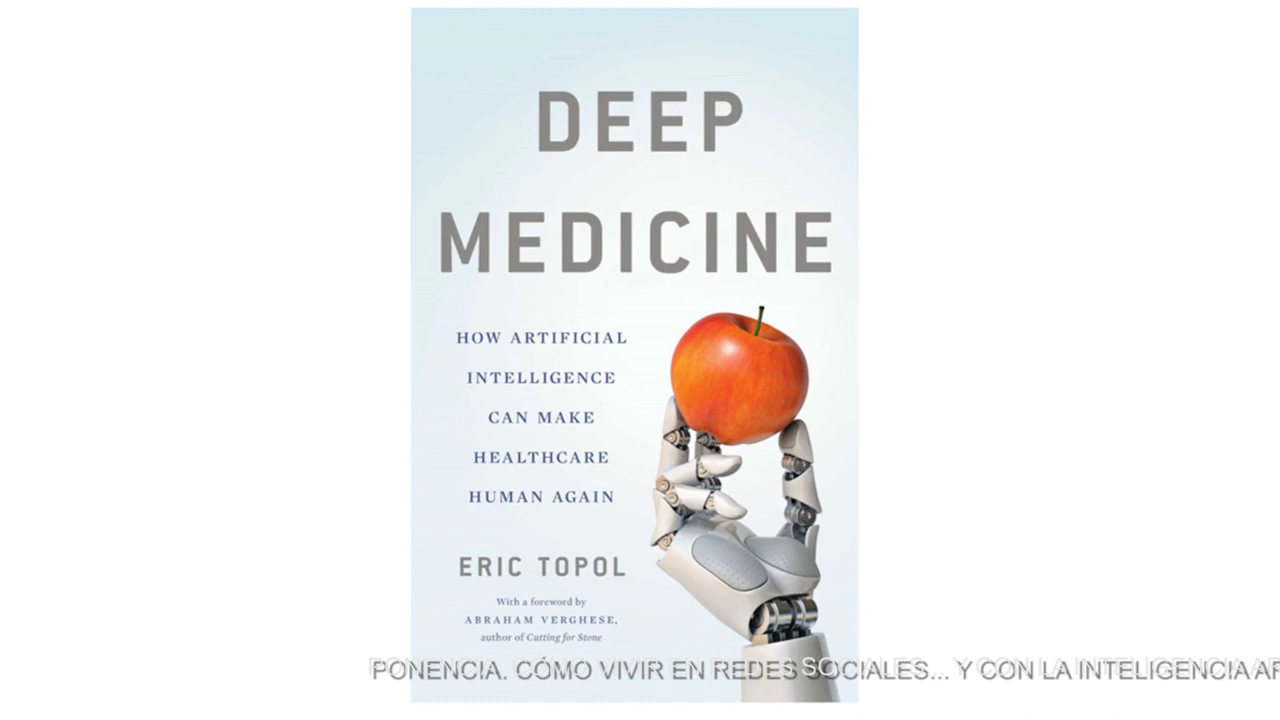 DEEP
MEDICINE
HOW ARTIFICIAL
INTELLIGENCE
CAN MAKE
HEALTHCARE
HUMAN AGAIN
ERIC TOPOL
With a foreword by
ABRAHAM VERGHESE,
author of Cutting for Stone
PONENCIA. CÓMO VIVIR EN REDES SOCIALES... Y CON LA INTELIGENCIA AR